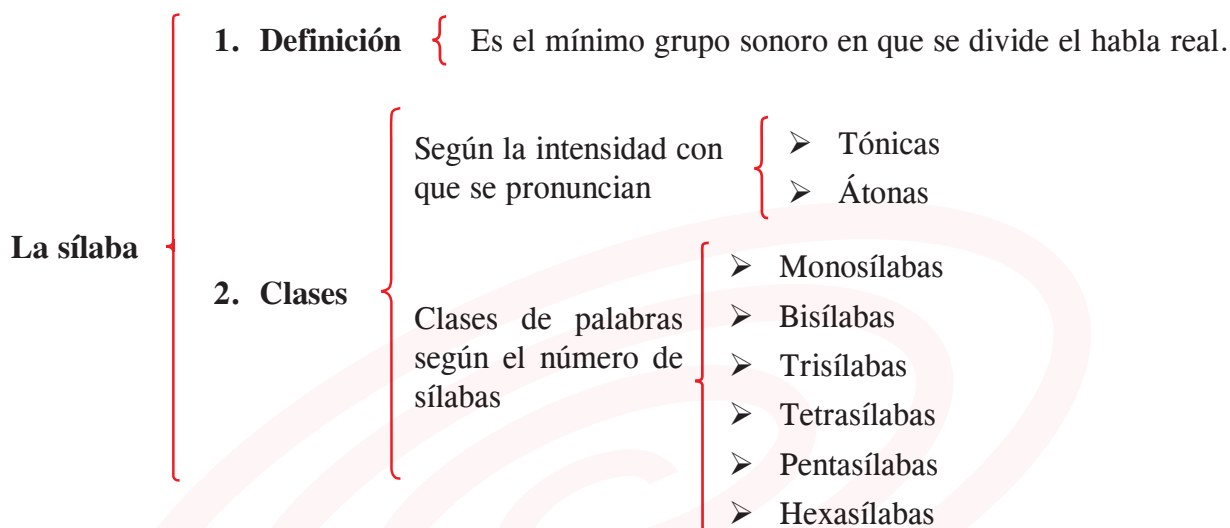 La sílaba
1. Definición
Es el mínimo grupo sonoro en que se divide el habla real.
2. Clases
Según la intensidad con
que se pronuncian
➢ Tónicas
➢ Átonas
Clases de palabras
según el número de
sílabas
➢ Monosílabas
➢ Bisílabas
➢ Trisílabas
➢ Tetrasílabas
➢ Pentasílabas
➢ Hexasílabas